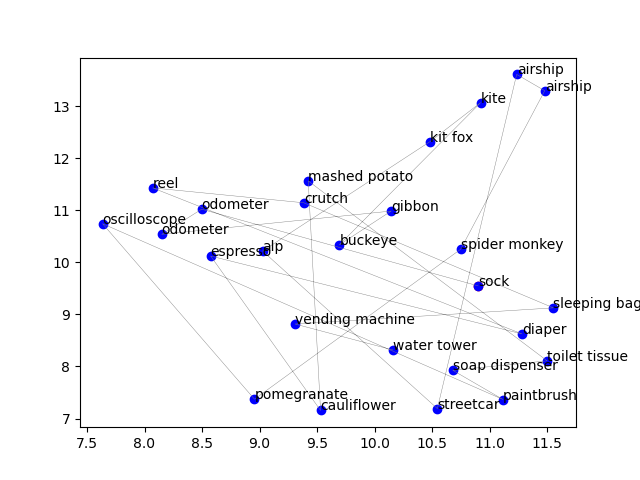 airship
airship
kite
13
kit fox
12
mashed potato
reel
crutch
odometer
gibbon
11
oscilloscope
odometer
buckeye
spider monkey
alp
espresso
10
sock
sleeping bag
vending machine
9
diaper
water tower
toilet tissue
soap dispenser
8
pomegranate
paintbrush
streetcar
cauliflower
7
7.5 8.0 8.5 9.0 9.5 10.0 10.5 11.0 11.5